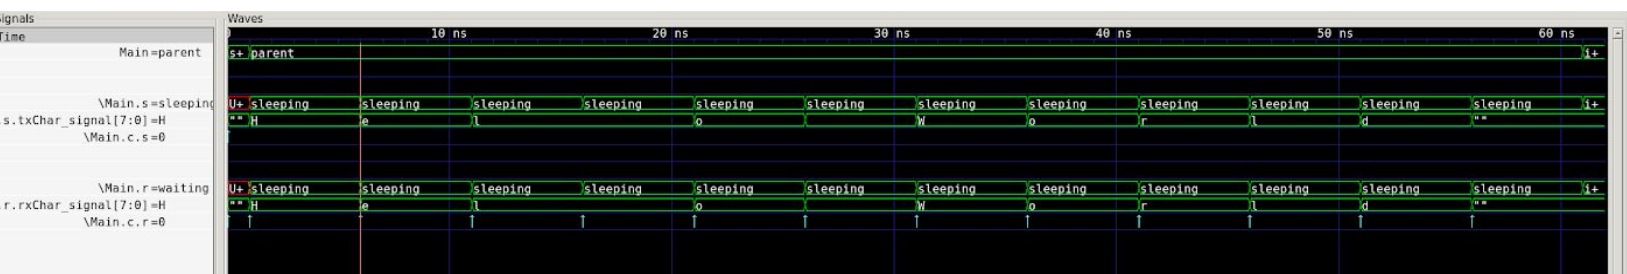 Signals Waves
Time 10 ns 20 ns 30 ns 40 ns 50 ns 60 ns
Main=parent s+ parent i+
\Main.s=sleeping U+ sleeping sleeping sleeping sleeping sleeping sleeping sleeping sleeping sleeping sleeping sleeping sleeping i+
.s.txChar_signal[7:0]=H "" H e l o W o r l d ""
\Main.c.s=0
\Main.r=waiting U+ sleeping sleeping sleeping sleeping sleeping sleeping sleeping sleeping sleeping sleeping sleeping sleeping i+
.r.rxChar_signal[7:0]=H "" H e l o W o r l d ""
\Main.c.r=0